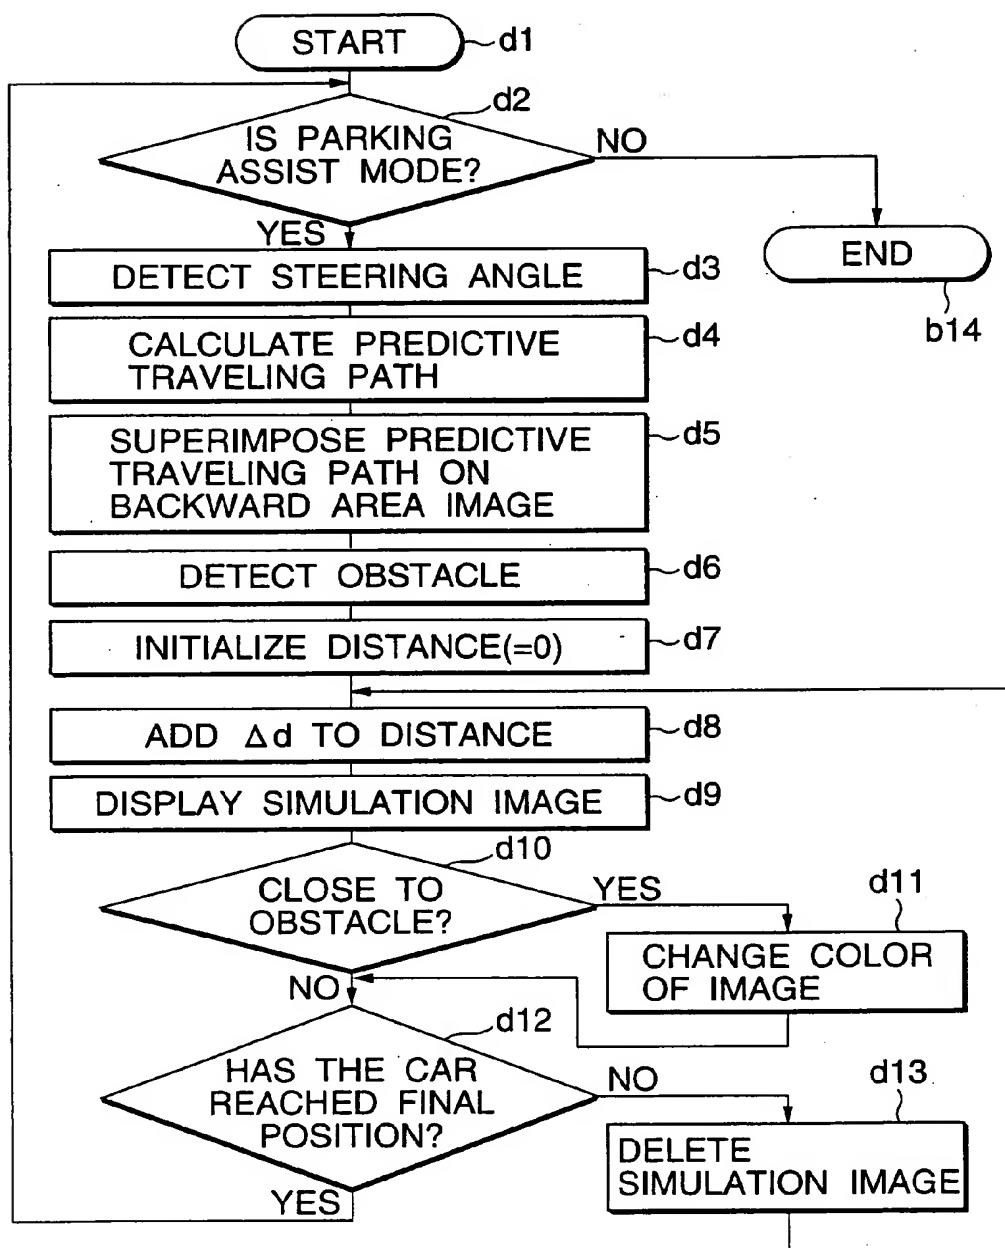 START
d1
d2
IS PARKING
ASSIST MODE?
NO
YES
END
b14
DETECT STEERING ANGLE
d3
CALCULATE PREDICTIVE
TRAVELING PATH
d4
SUPERIMPOSE PREDICTIVE
TRAVELING PATH ON
BACKWARD AREA IMAGE
d5
DETECT OBSTACLE
d6
INITIALIZE DISTANCE(=0)
d7
ADD Δd TO DISTANCE
d8
DISPLAY SIMULATION IMAGE
d9
d10
CLOSE TO
OBSTACLE?
YES
d11
CHANGE COLOR
OF IMAGE
NO
d12
HAS THE CAR
REACHED FINAL
POSITION?
NO
d13
DELETE
SIMULATION IMAGE
YES